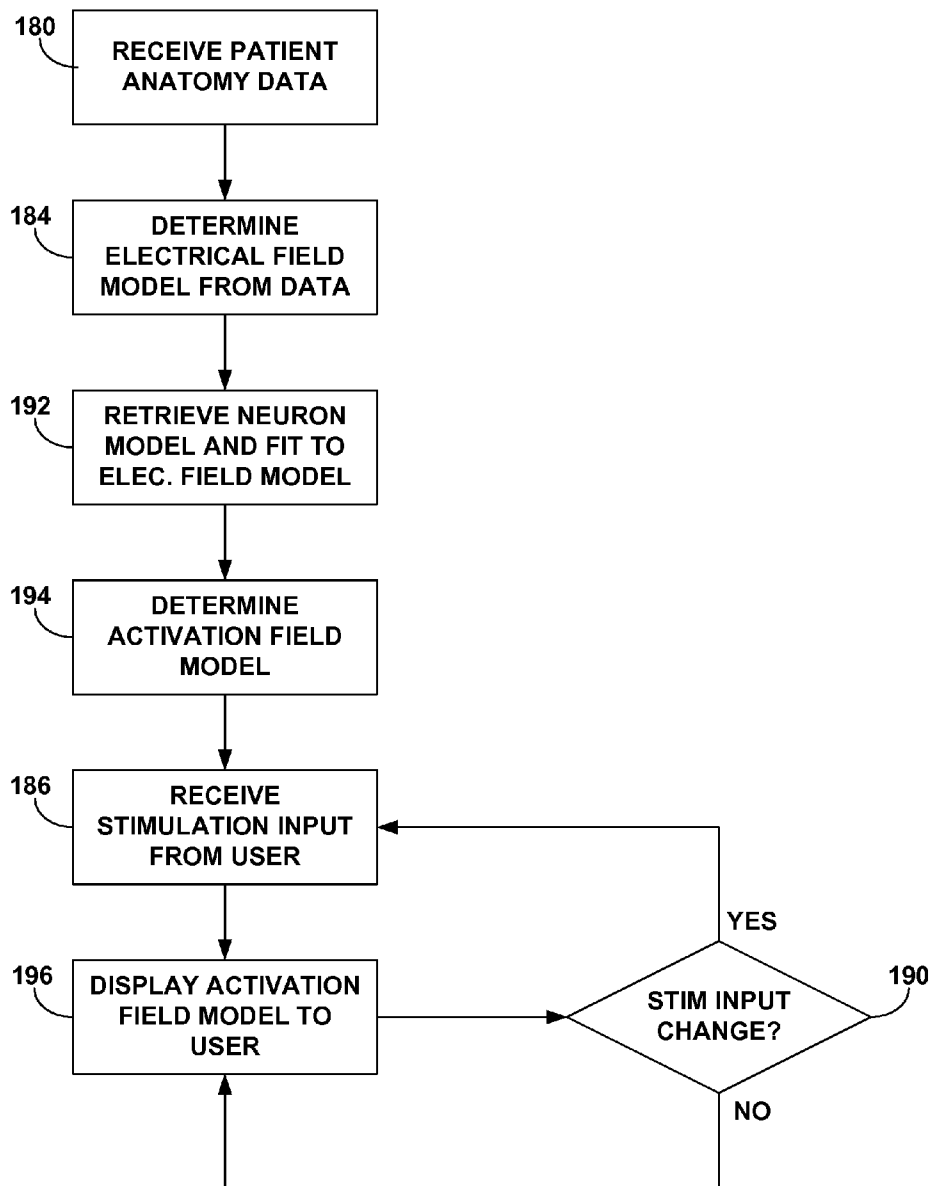 180
RECEIVE PATIENT
ANATOMY DATA
184
DETERMINE
ELECTRICAL FIELD
MODEL FROM DATA
192
RETRIEVE NEURON
MODEL AND FIT TO
ELEC. FIELD MODEL
194
DETERMINE
ACTIVATION FIELD
MODEL
186
RECEIVE
STIMULATION INPUT
FROM USER
YES
196
DISPLAY ACTIVATION
FIELD MODEL TO
USER
STIM INPUT
CHANGE?
190
NO